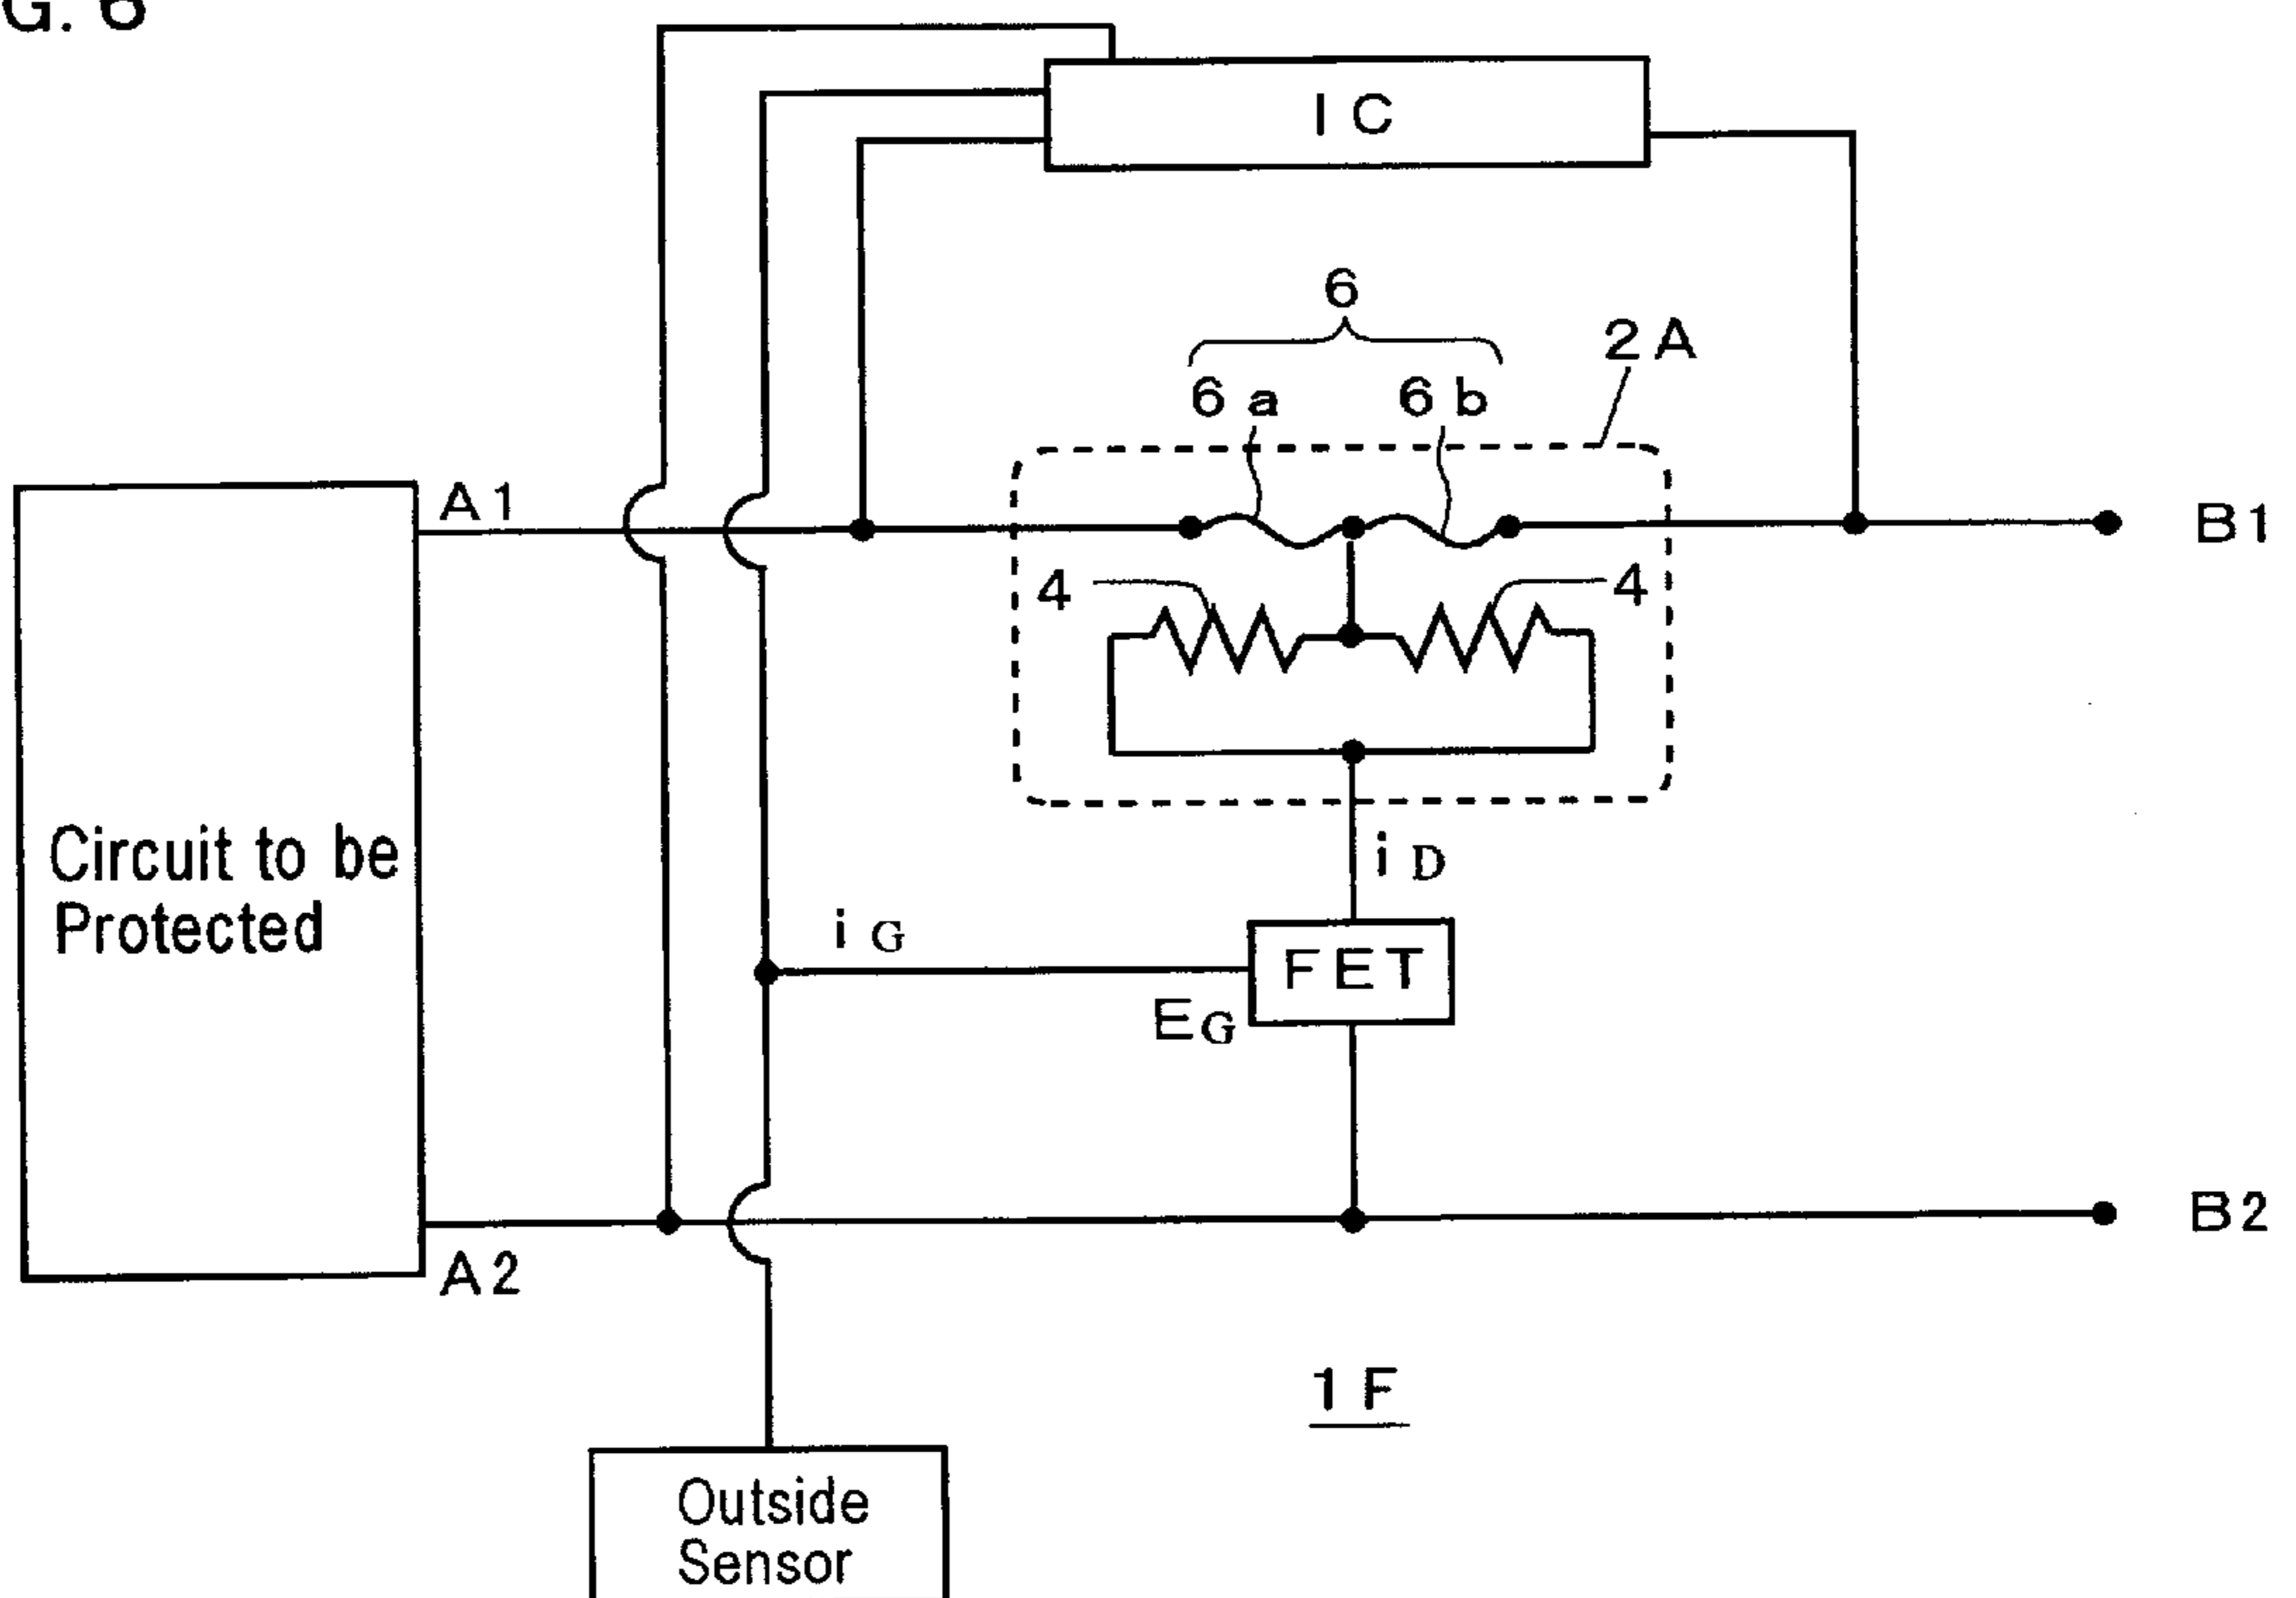 G. 6
IC
6
2A
6a 6b
A1
B1
4 4
Circuit to be
Protected
iD
iG
FET
EG
B2
A2
1F
Outside
Sensor